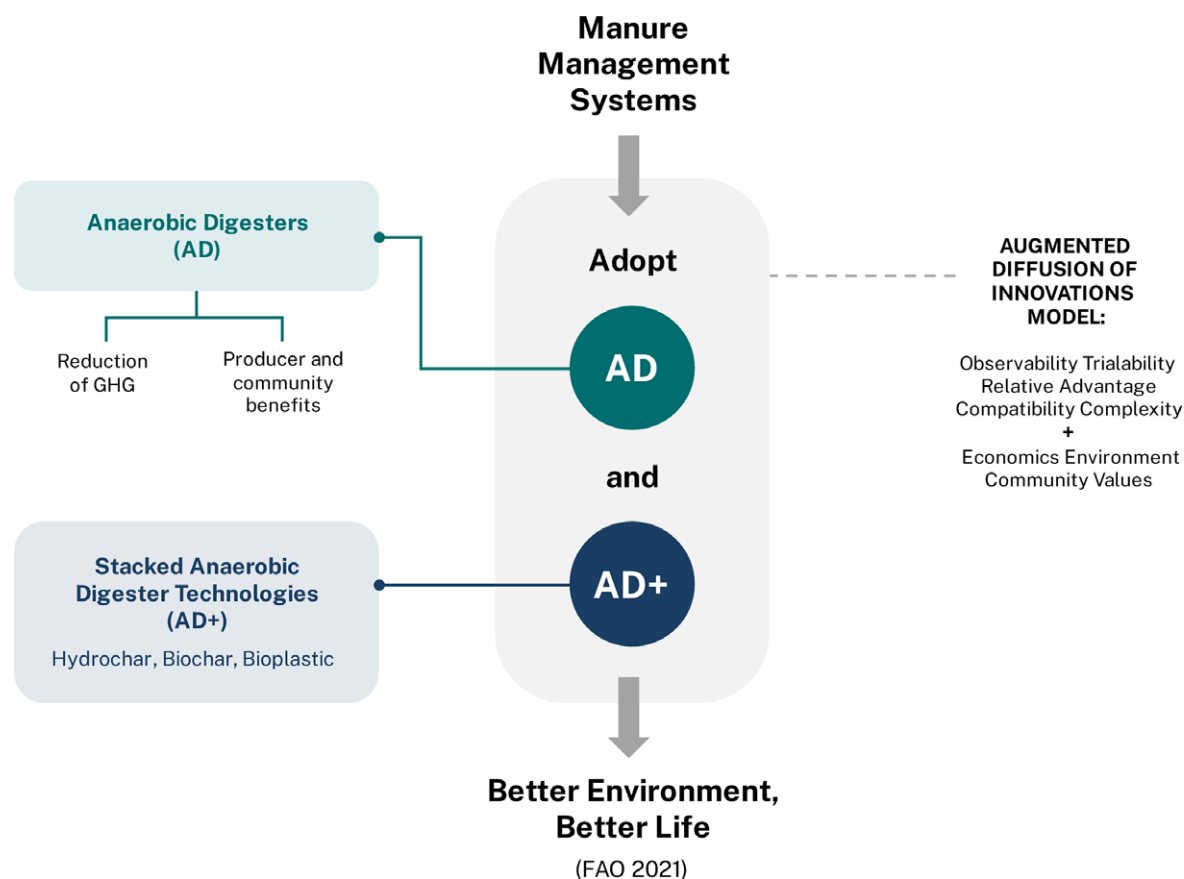 Manure
Management
Systems
Anaerobic Digesters
(AD)
Reduction
of GHG
Producer and
community
benefits
Adopt
AD
and
AD+
Stacked Anaerobic
Digester Technologies
(AD+)
Hydrochar, Biochar, Bioplastic
AUGMENTED
DIFFUSION OF
INNOVATIONS
MODEL:
Observability Trialability
Relative Advantage
Compatibility Complexity
+
Economics Environment
Community Values
Better Environment,
Better Life
(FAO 2021)